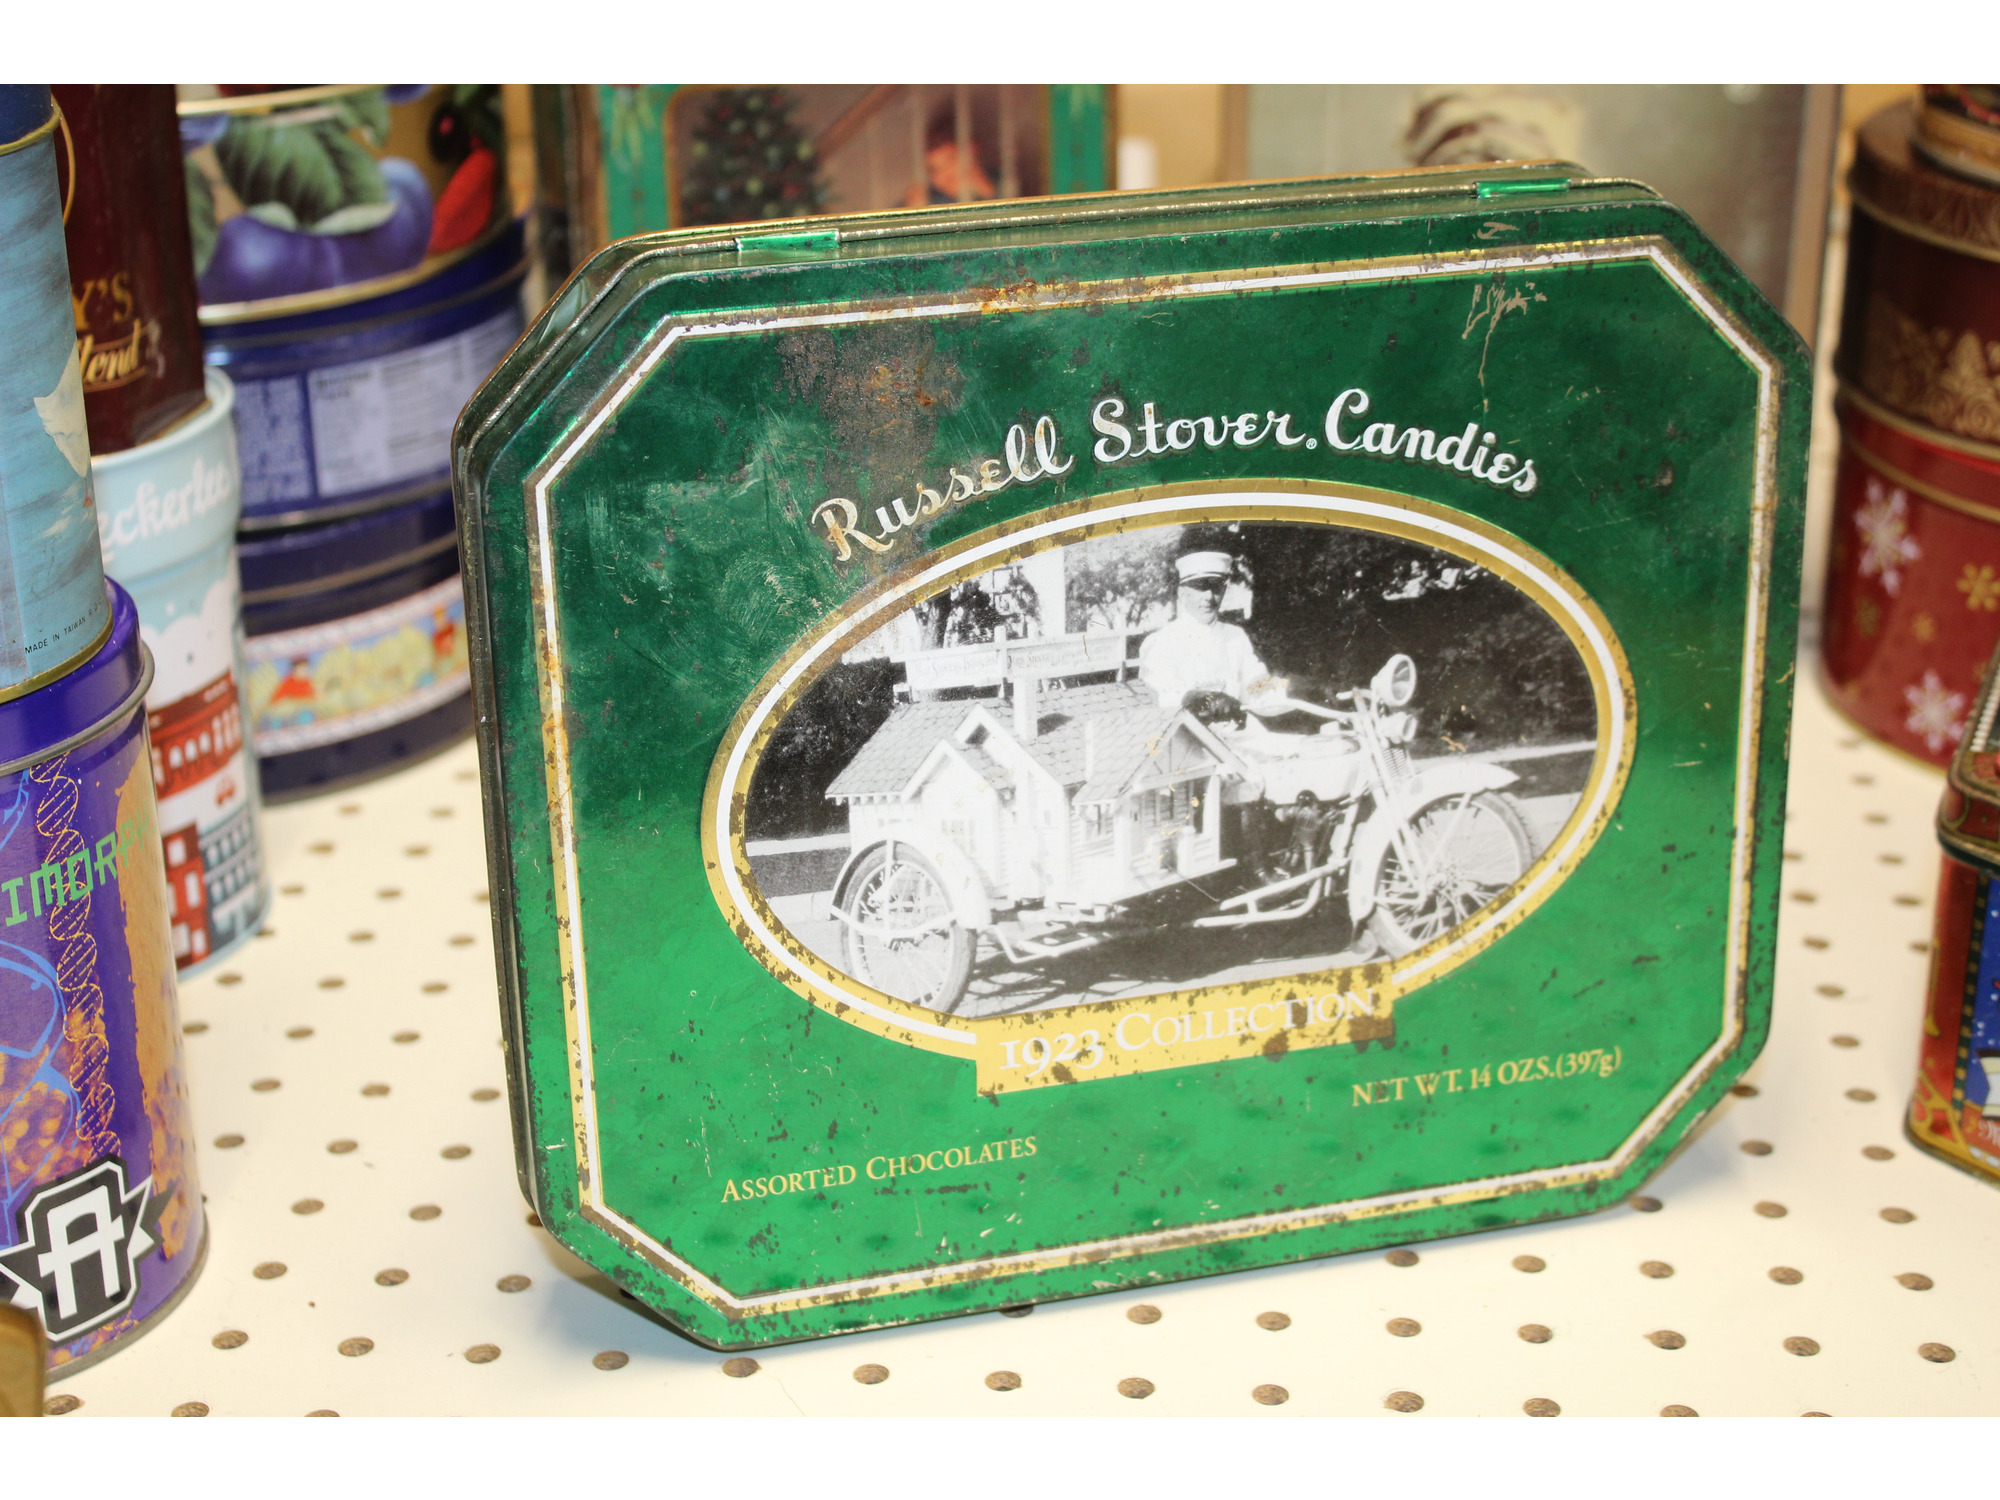 Russell Stover® Candies
1923 COLLECTION
NET WT. 14 OZS.(397g)
ASSORTED CHOCOLATES
Y'S
MADE IN TAIWAN R.O.
A